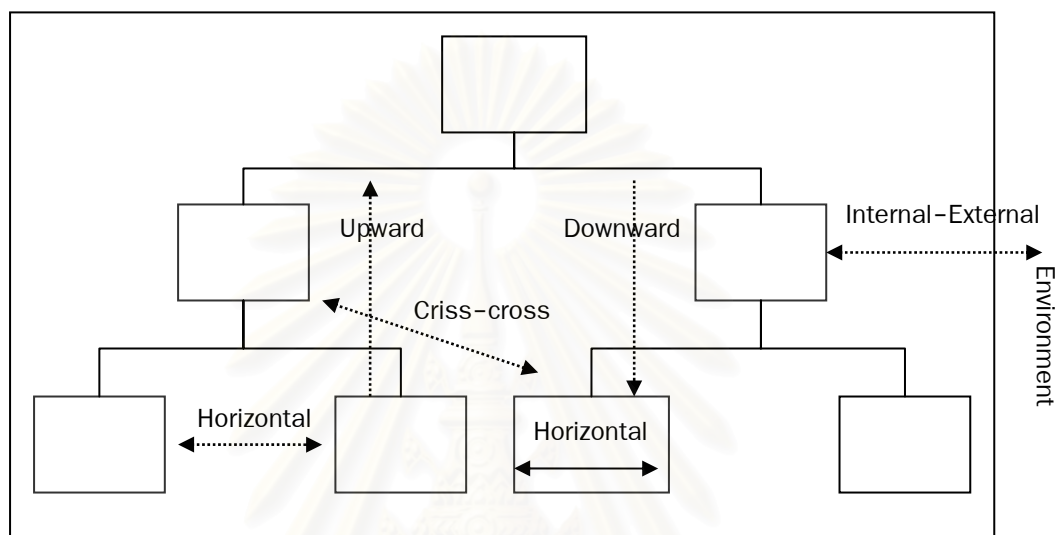 Internal–External
Upward
Downward
Environment
Criss–cross
Horizontal
Horizontal